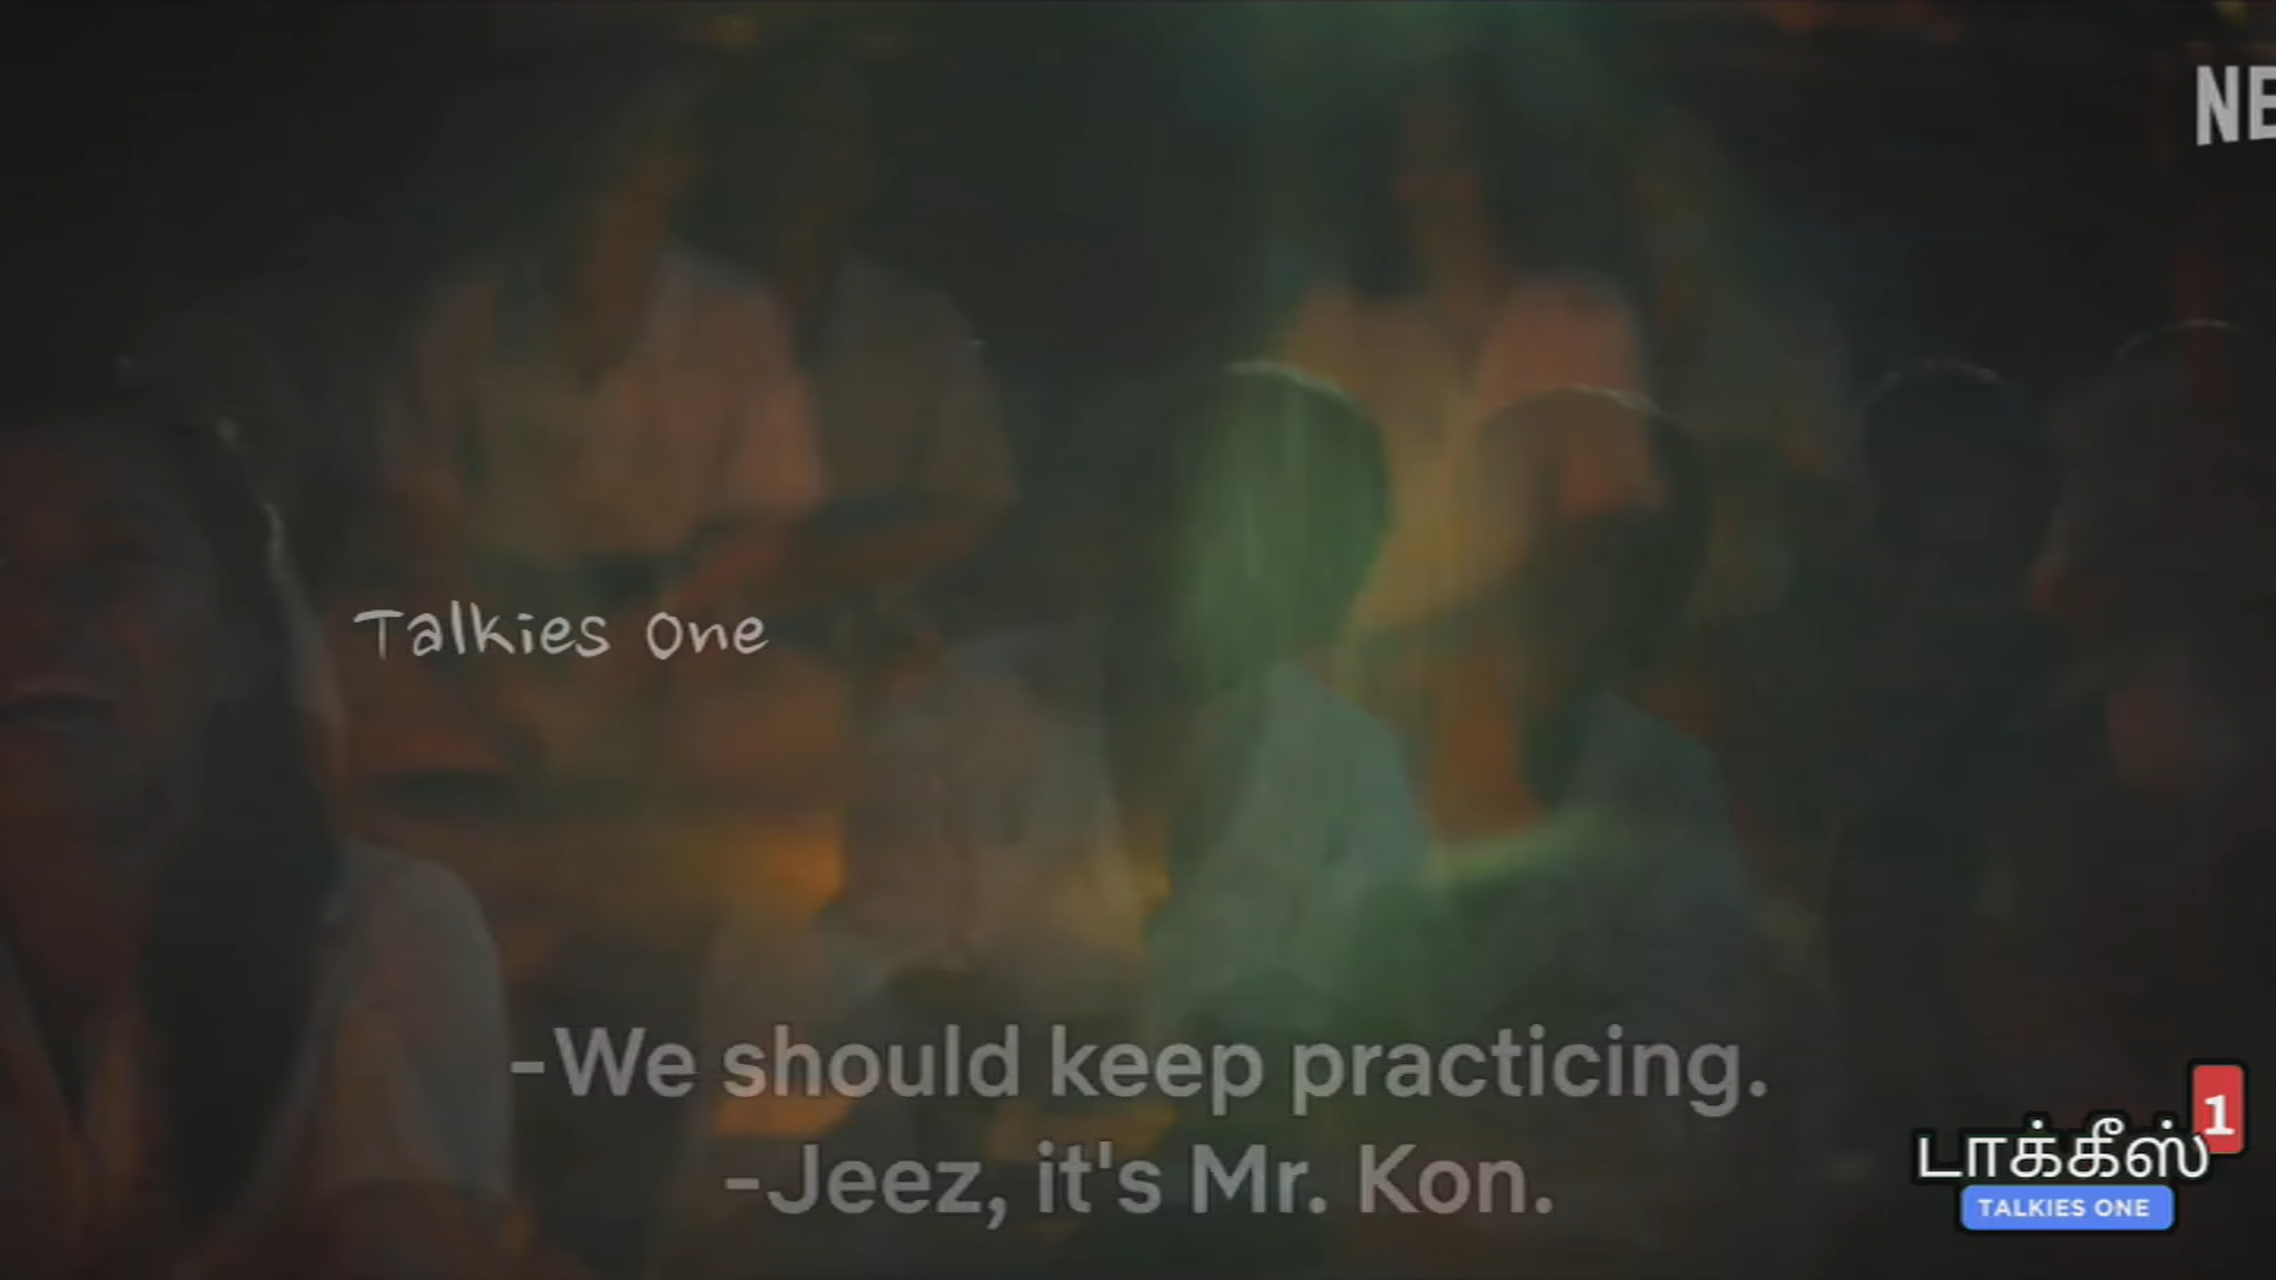 NE
Talkies One
-We should keep practicing.
-Jeez, it's Mr. Kon.
டாக்கீஸ் 1
TALKIES ONE